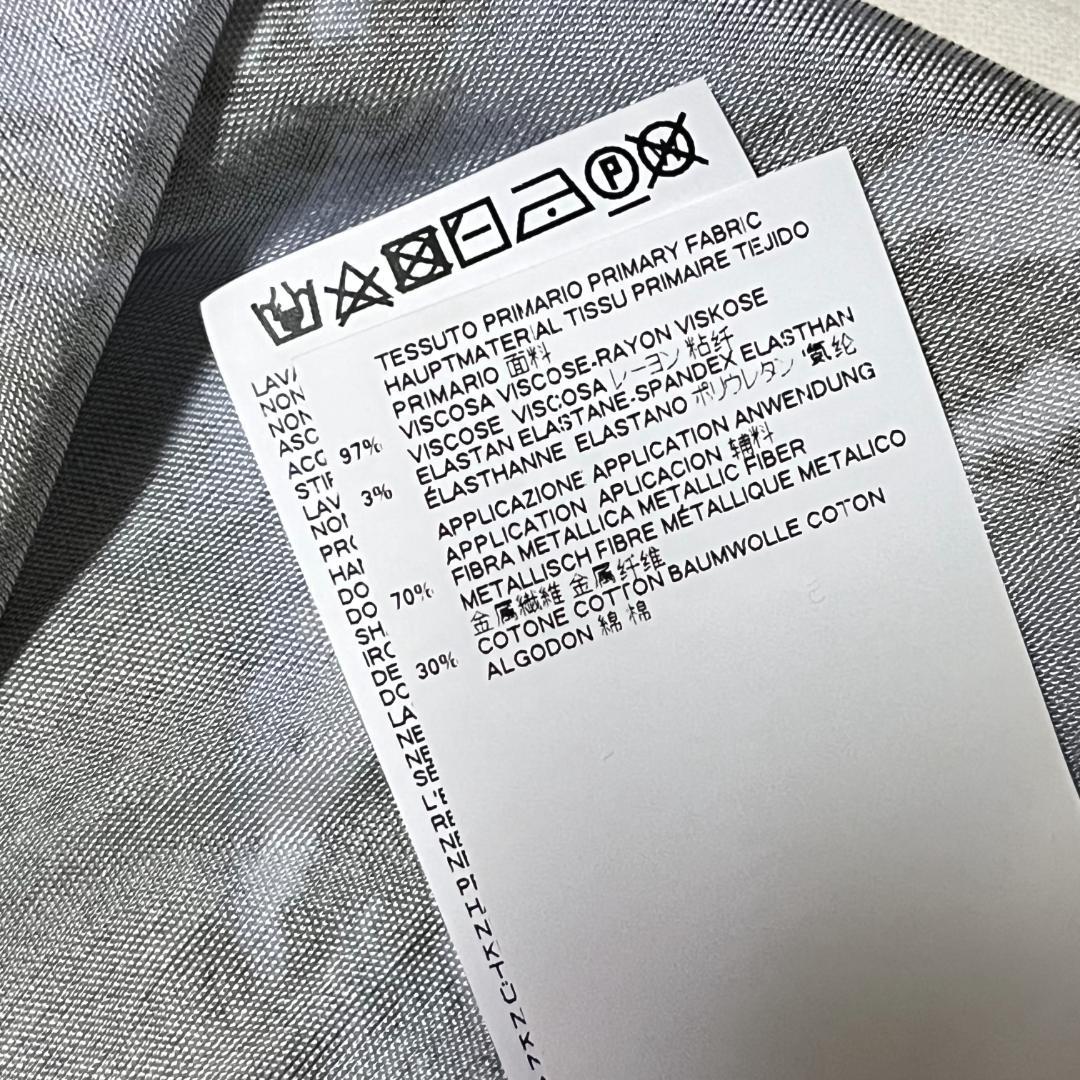 TESSUTO PRIMARIO PRIMARY FABRIC
HAUPTMATERIAL TISSU PRIMAIRE TEJIDO
PRIMARIO 面料
97% VISCOSA VISCOSE-RAYON VISKOSE
VISCOSE VISCOSA レーヨン 粘纤
3% ELASTAN ELASTANE-SPANDEX ELASTHAN
ÉLASTHANNE ELASTANO ポリウレタン 氨纶
APPLICAZIONE APPLICATION ANWENDUNG
APPLICATION APLICACION 辅料
70% FIBRA METALLICA METALLIC FIBER
METALLISCH FIBRE MÉTALLIQUE METALICO
金属繊維 金属纤维
30% COTONE COTTON BAUMWOLLE COTON
ALGODON 綿 棉
P